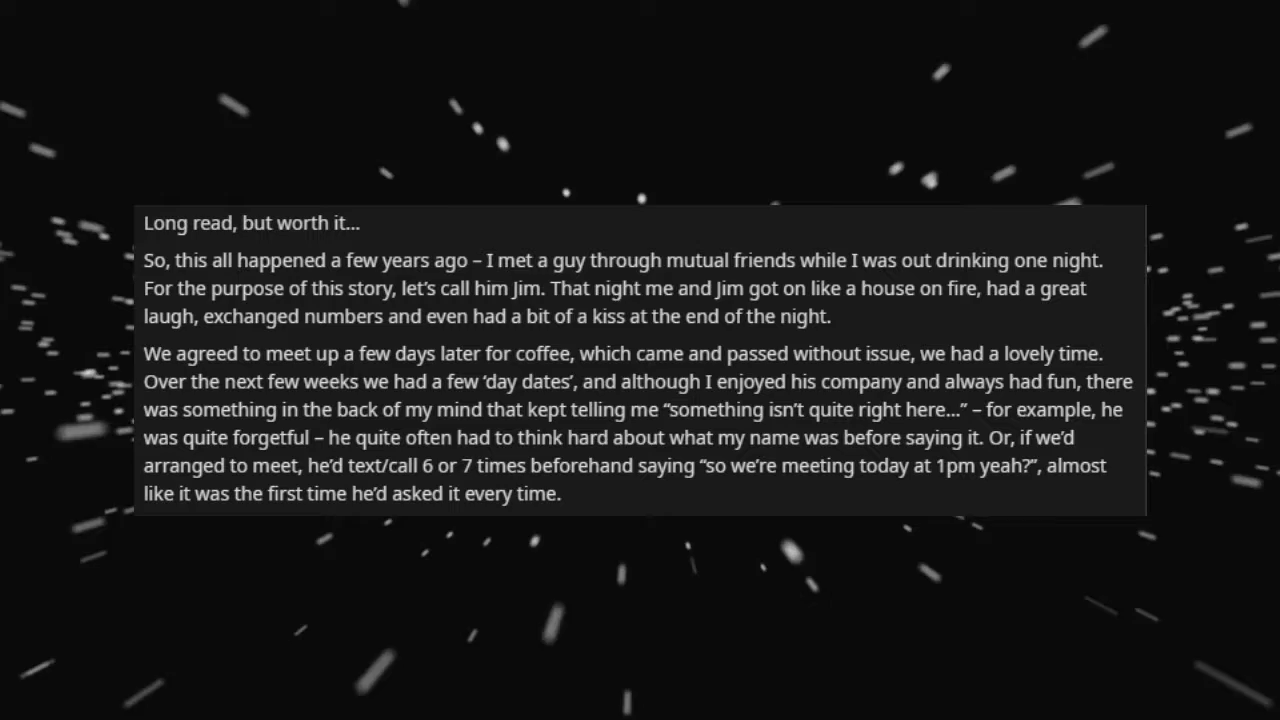 Long read, but worth it...
So, this all happened a few years ago – I met a guy through mutual friends while I was out drinking one night.
For the purpose of this story, let’s call him Jim. That night me and Jim got on like a house on fire, had a great
laugh, exchanged numbers and even had a bit of a kiss at the end of the night.
We agreed to meet up a few days later for coffee, which came and passed without issue, we had a lovely time.
Over the next few weeks we had a few ‘day dates’, and although I enjoyed his company and always had fun, there
was something in the back of my mind that kept telling me “something isn’t quite right here...” – for example, he
was quite forgetful – he quite often had to think hard about what my name was before saying it. Or, if we’d
arranged to meet, he’d text/call 6 or 7 times beforehand saying “so we’re meeting today at 1pm yeah?”, almost
like it was the first time he’d asked it every time.